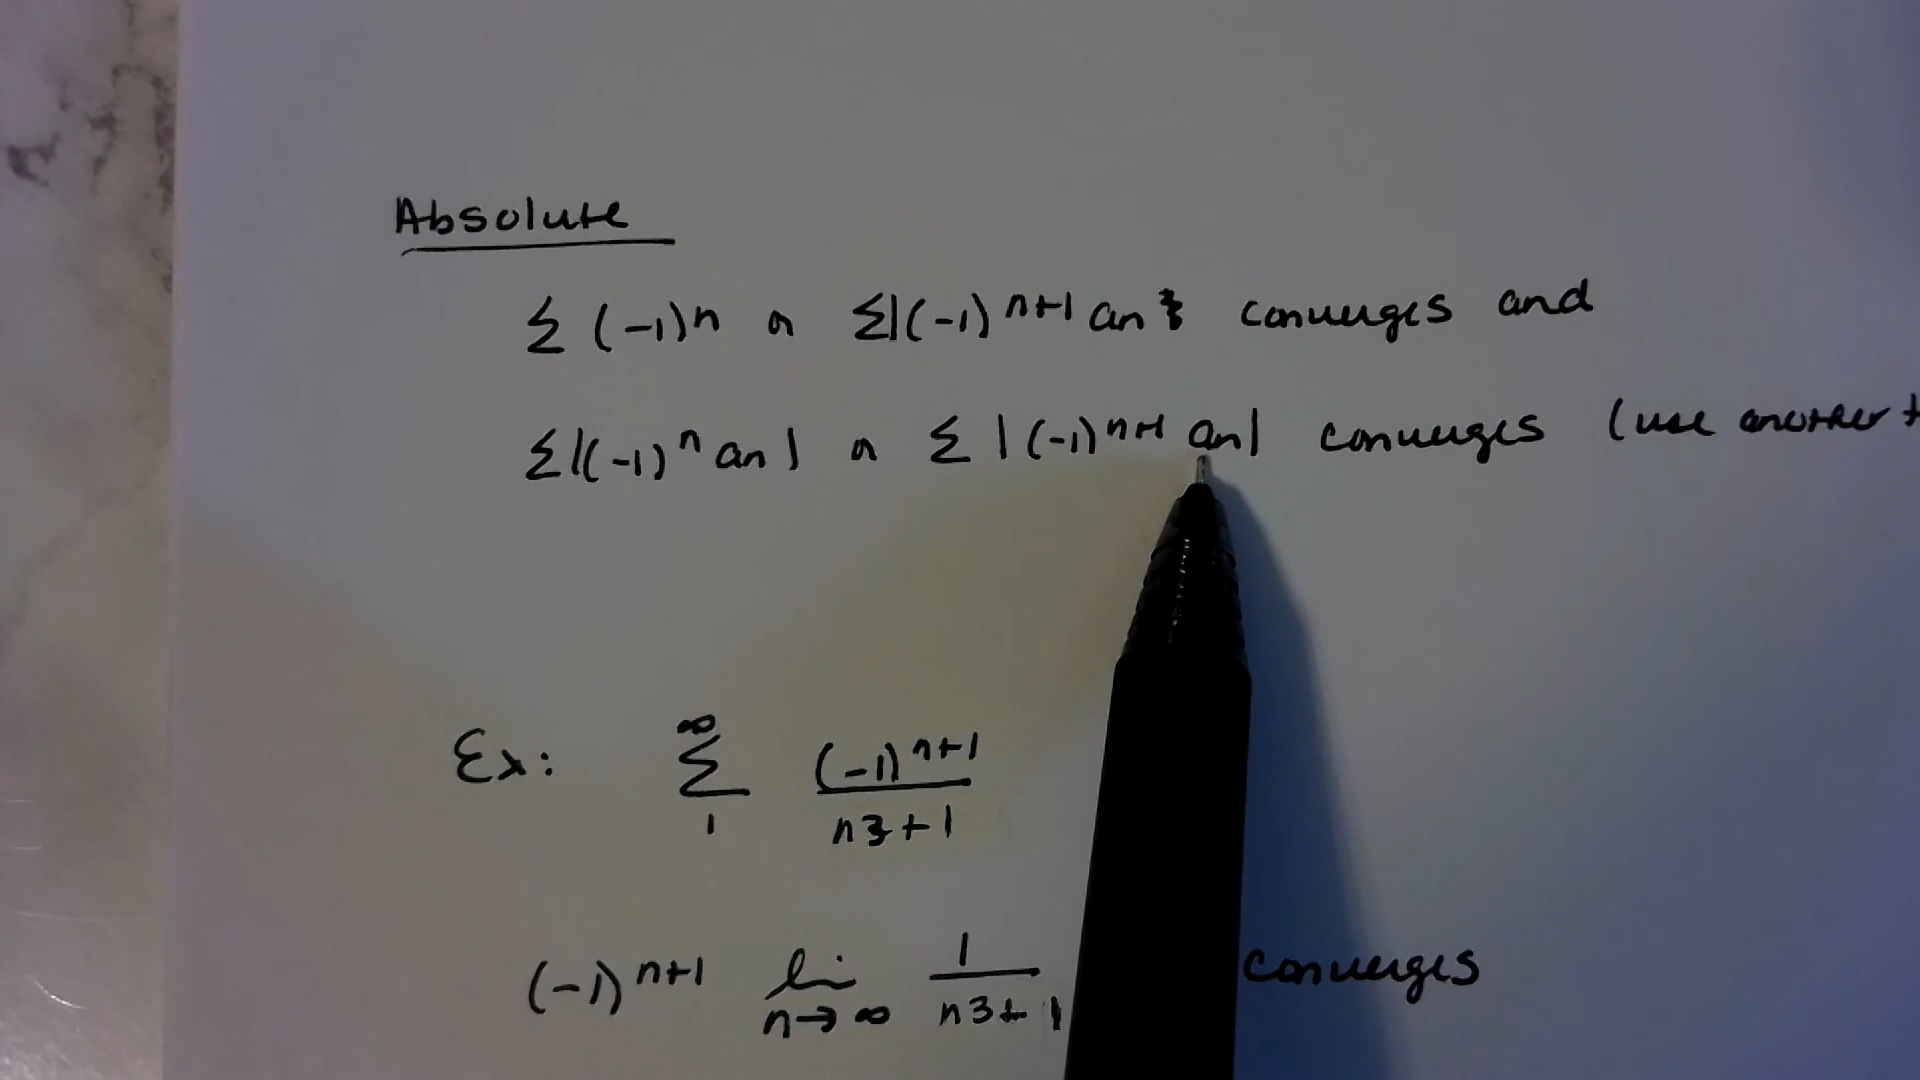 Absolute
Σ (-1)ⁿ or Σ|(-1)ⁿ⁺¹ an converges and
Σ|(-1)ⁿ an| or Σ |(-1)ⁿ⁺¹ an| converges (use another
Ex: ∞ Σ 1 (-1)ⁿ⁺¹ / n3+1
(-1)ⁿ⁺¹ lim n→∞ 1 / n3+1 converges